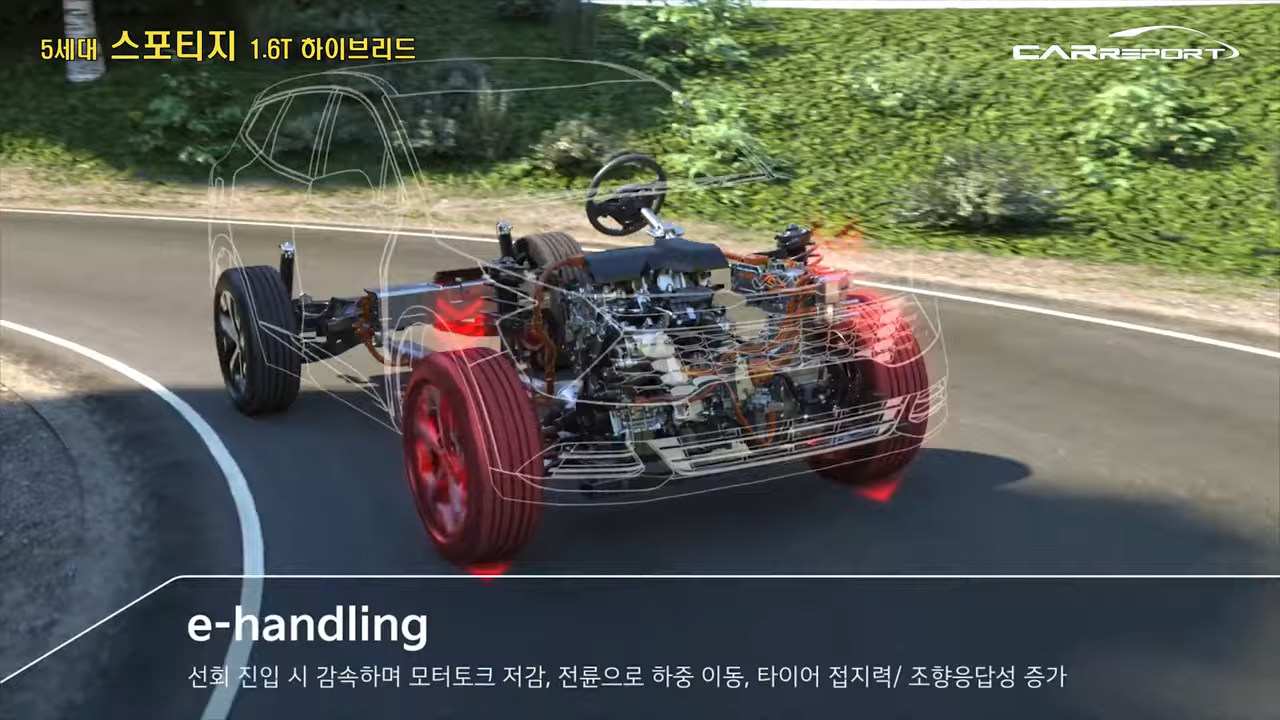 5세대 스포티지 1.6T 하이브리드
CARREPORT
e-handling
선회 진입 시 감속하며 모터토크 저감, 전륜으로 하중 이동, 타이어 접지력/ 조향응답성 증가